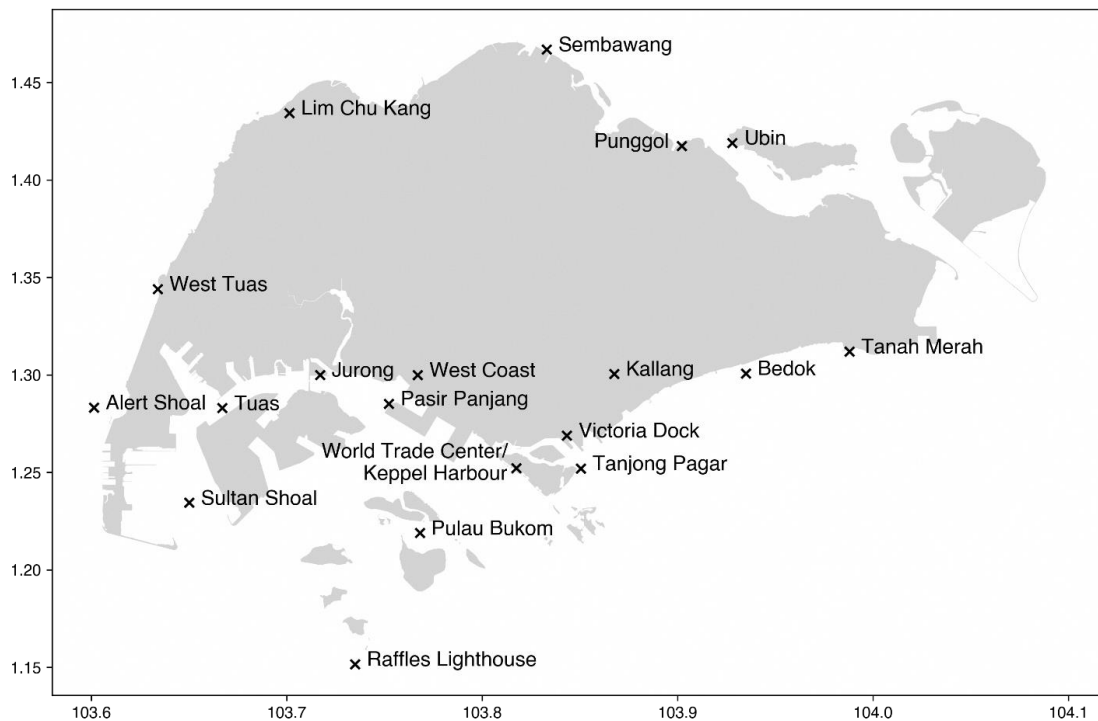 Sembawang
1.45
Lim Chu Kang
Punggol
Ubin
1.40
1.35
West Tuas
Tanah Merah
1.30
Jurong
West Coast
Kallang
Bedok
Alert Shoal
Tuas
Pasir Panjang
Victoria Dock
World Trade Center/
Keppel Harbour
Tanjong Pagar
1.25
Sultan Shoal
Pulau Bukom
1.20
Raffles Lighthouse
1.15
103.6
103.7
103.8
103.9
104.0
104.1